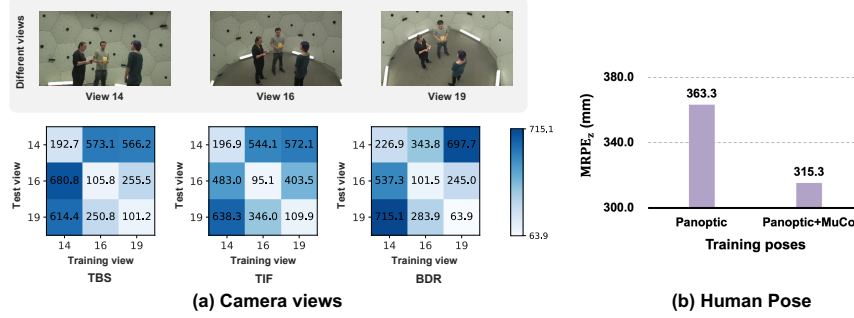 Different views
View 14
View 16
View 19
Test view
14
16
19
192.7 573.1 566.2
680.8 105.8 255.5
614.4 250.8 101.2
14 16 19
Training view
TBS
Test view
14
16
19
196.9 544.1 572.1
483.0 95.1 403.5
638.3 346.0 109.9
14 16 19
Training view
TIF
Test view
14
16
19
226.9 343.8 697.7
537.3 101.5 245.0
715.1 283.9 63.9
14 16 19
Training view
BDR
715.1
63.9
(a) Camera views
MRPEz (mm)
380.0
340.0
300.0
363.3
315.3
Panoptic
Panoptic+MuCo
Training poses
(b) Human Pose